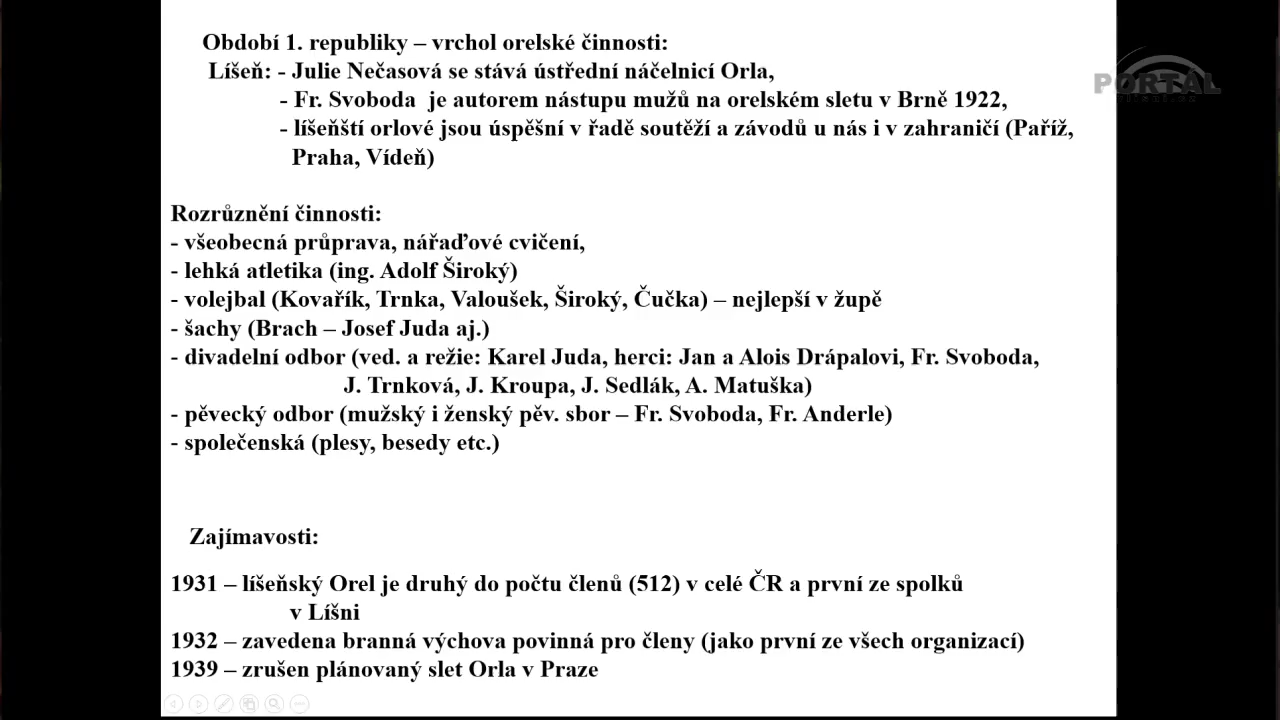 Období 1. republiky – vrchol orelské činnosti:
Líšeň: - Julie Nečasová se stává ústřední náčelnicí Orla,
- Fr. Svoboda je autorem nástupu mužů na orelském sletu v Brně 1922,
- líšeňští orlové jsou úspěšní v řadě soutěží a závodů u nás i v zahraničí (Paříž,
Praha, Vídeň)
PORTÁL
Rozrůznění činnosti:
- všeobecná průprava, nářaďové cvičení,
- lehká atletika (ing. Adolf Široký)
- volejbal (Kovařík, Trnka, Valoušek, Široký, Čučka) – nejlepší v župě
- šachy (Brach – Josef Juda aj.)
- divadelní odbor (ved. a režie: Karel Juda, herci: Jan a Alois Drápalovi, Fr. Svoboda,
J. Trnková, J. Kroupa, J. Sedlák, A. Matuška)
- pěvecký odbor (mužský i ženský pěv. sbor – Fr. Svoboda, Fr. Anderle)
- společenská (plesy, besedy etc.)
Zajímavosti:
1931 – líšeňský Orel je druhý do počtu členů (512) v celé ČR a první ze spolků
v Líšni
1932 – zavedena branná výchova povinná pro členy (jako první ze všech organizací)
1939 – zrušen plánovaný slet Orla v Praze